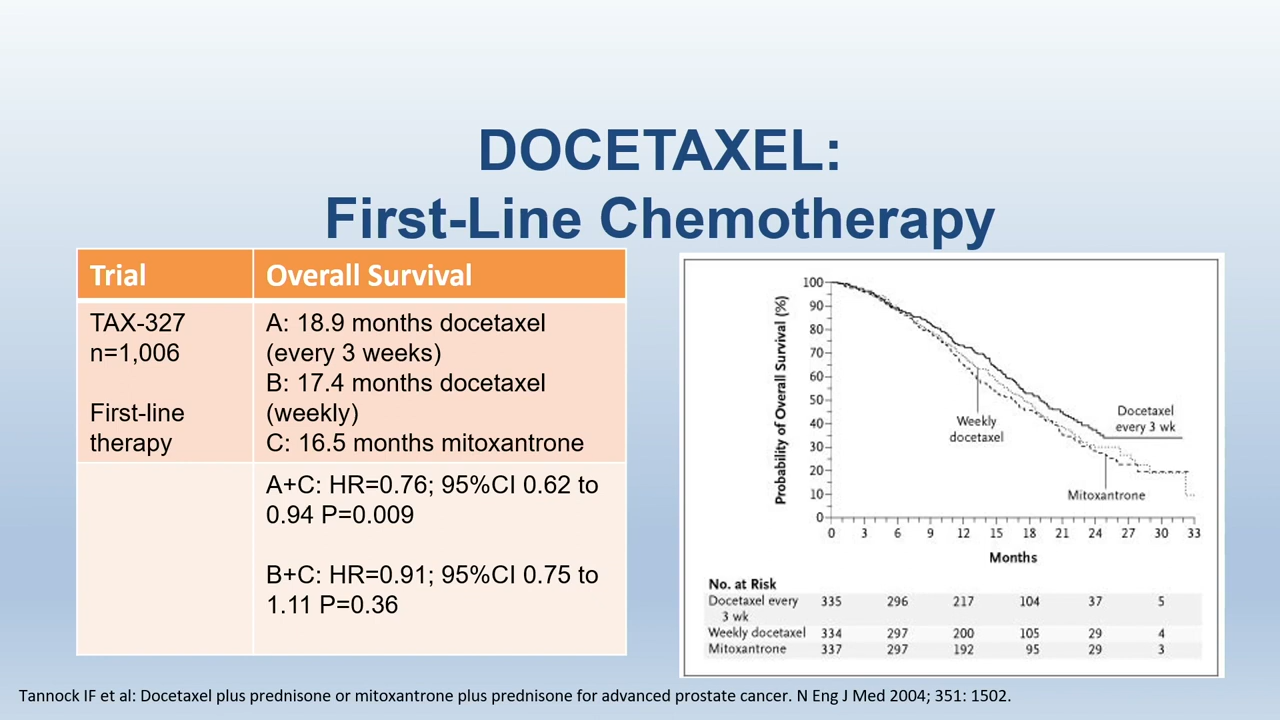 DOCETAXEL:
First-Line Chemotherapy
Trial
Overall Survival
TAX-327
n=1,006
First-line
therapy
A: 18.9 months docetaxel
(every 3 weeks)
B: 17.4 months docetaxel
(weekly)
C: 16.5 months mitoxantrone
A+C: HR=0.76; 95%CI 0.62 to
0.94 P=0.009
B+C: HR=0.91; 95%CI 0.75 to
1.11 P=0.36
Probability of Overall Survival (%)
100
90
80
70
60
50
40
30
20
10
0
Weekly
docetaxel
Docetaxel
every 3 wk
Mitoxantrone
0 3 6 9 12 15 18 21 24 27 30 33
Months
No. at Risk
Docetaxel every 335 296 217 104 37 5
3 wk
Weekly docetaxel 334 297 200 105 29 4
Mitoxantrone 337 297 192 95 29 3
Tannock IF et al: Docetaxel plus prednisone or mitoxantrone plus prednisone for advanced prostate cancer. N Eng J Med 2004; 351: 1502.